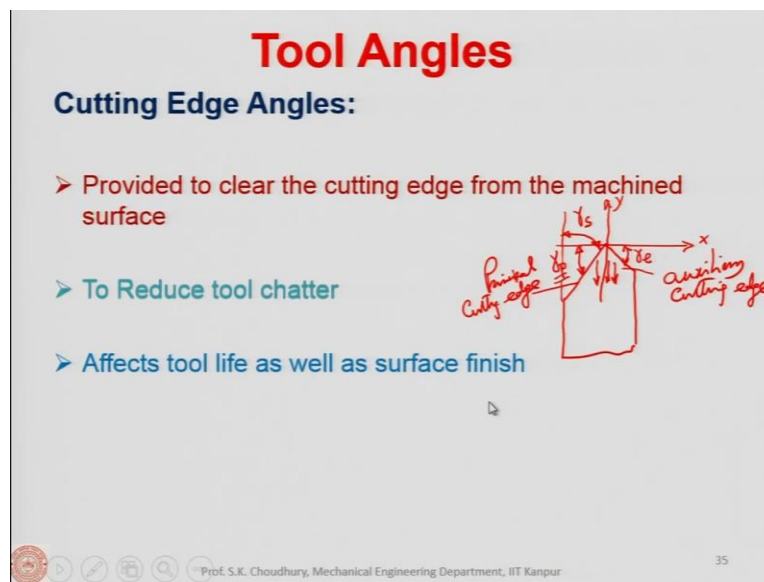 Tool Angles
Cutting Edge Angles:
➢ Provided to clear the cutting edge from the machined
surface
➢ To Reduce tool chatter
➢ Affects tool life as well as surface finish
y
γs
x
γp
γe
Principal
Cutting edge
auxiliary
Cutting edge
Prof. S.K. Choudhury, Mechanical Engineering Department, IIT Kanpur
35